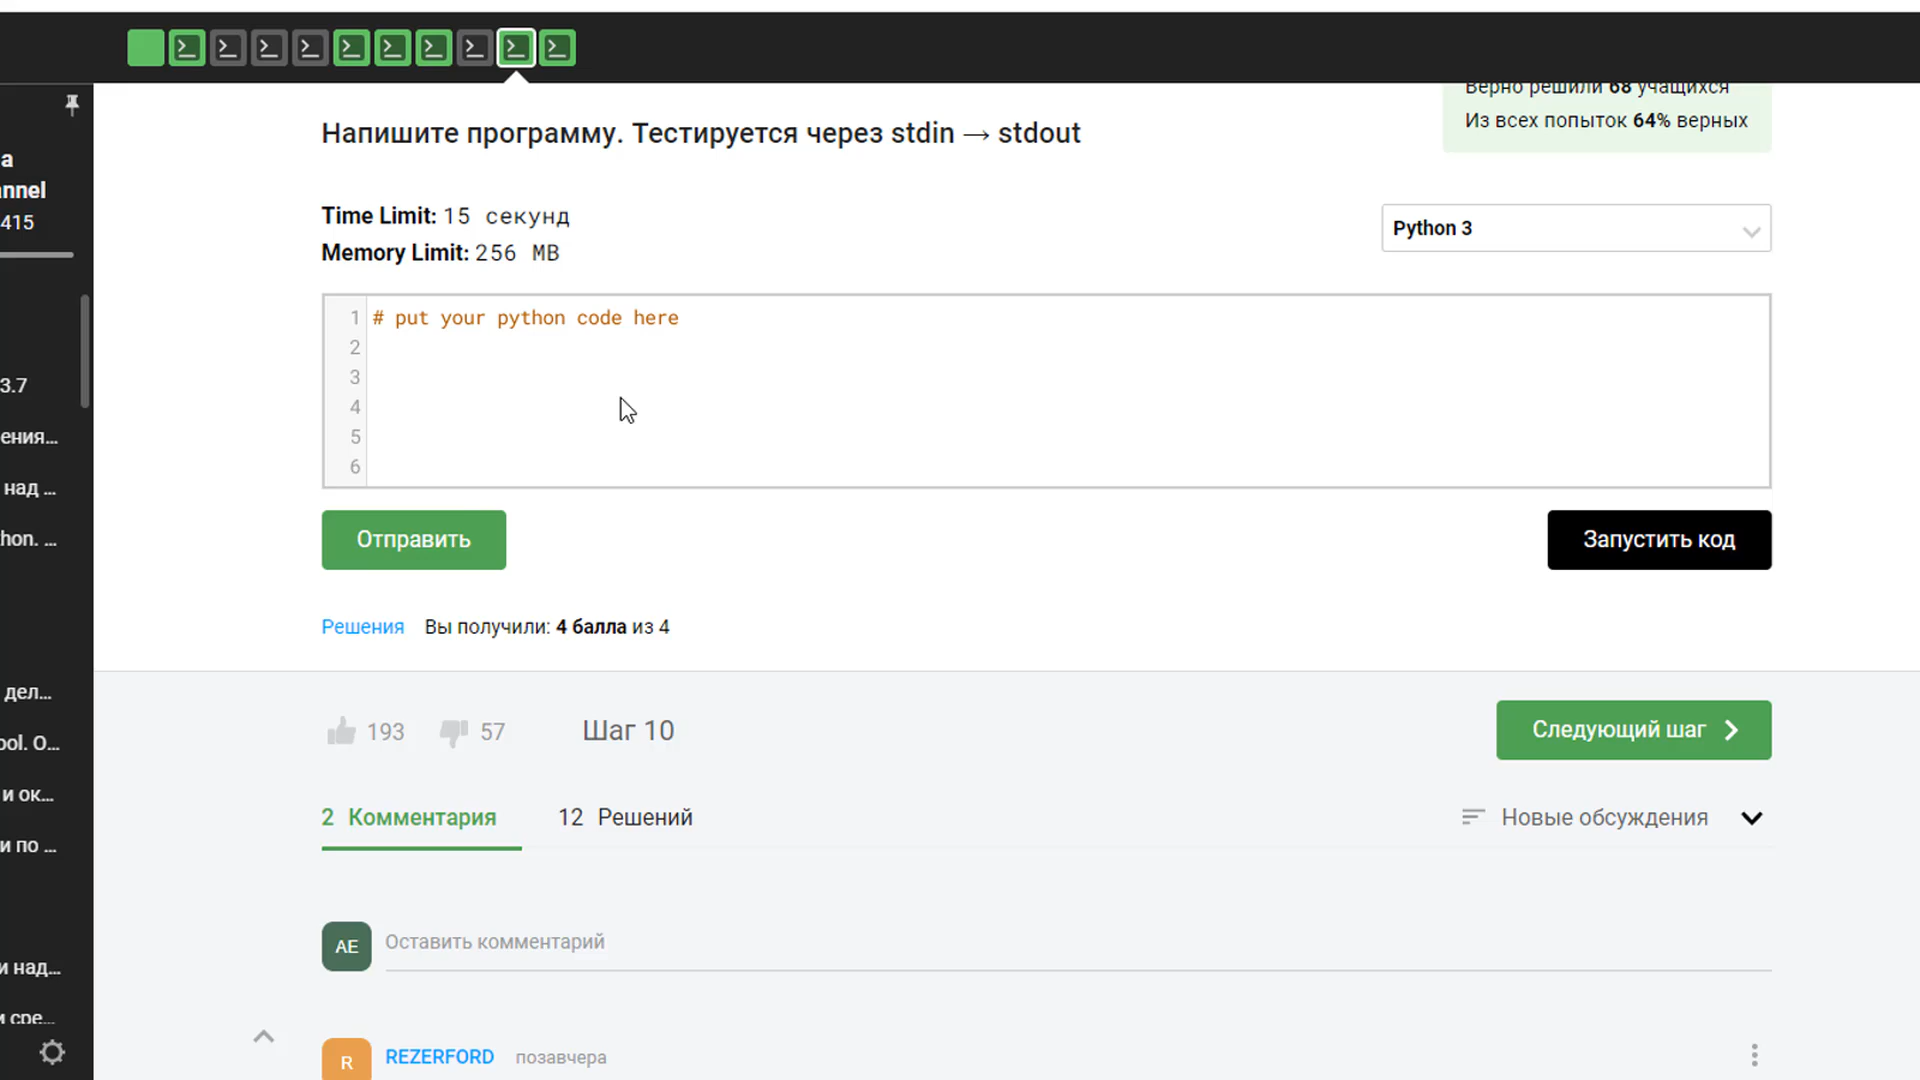 a
nnel
415
3.7
ения...
над ...
hon. ...
дел...
ool. О...
и ок...
и по ...
и над...
и сре...
Верно решили 68 учащихся
Из всех попыток 64% верных
Напишите программу. Тестируется через stdin → stdout
Time Limit: 15 секунд
Memory Limit: 256 MB
Python 3
1 # put your python code here
2
3
4
5
6
Отправить
Запустить код
Решения Вы получили: 4 балла из 4
193 57 Шаг 10
Следующий шаг
2 Комментария 12 Решений
Новые обсуждения
AE Оставить комментарий
R REZERFORD позавчера